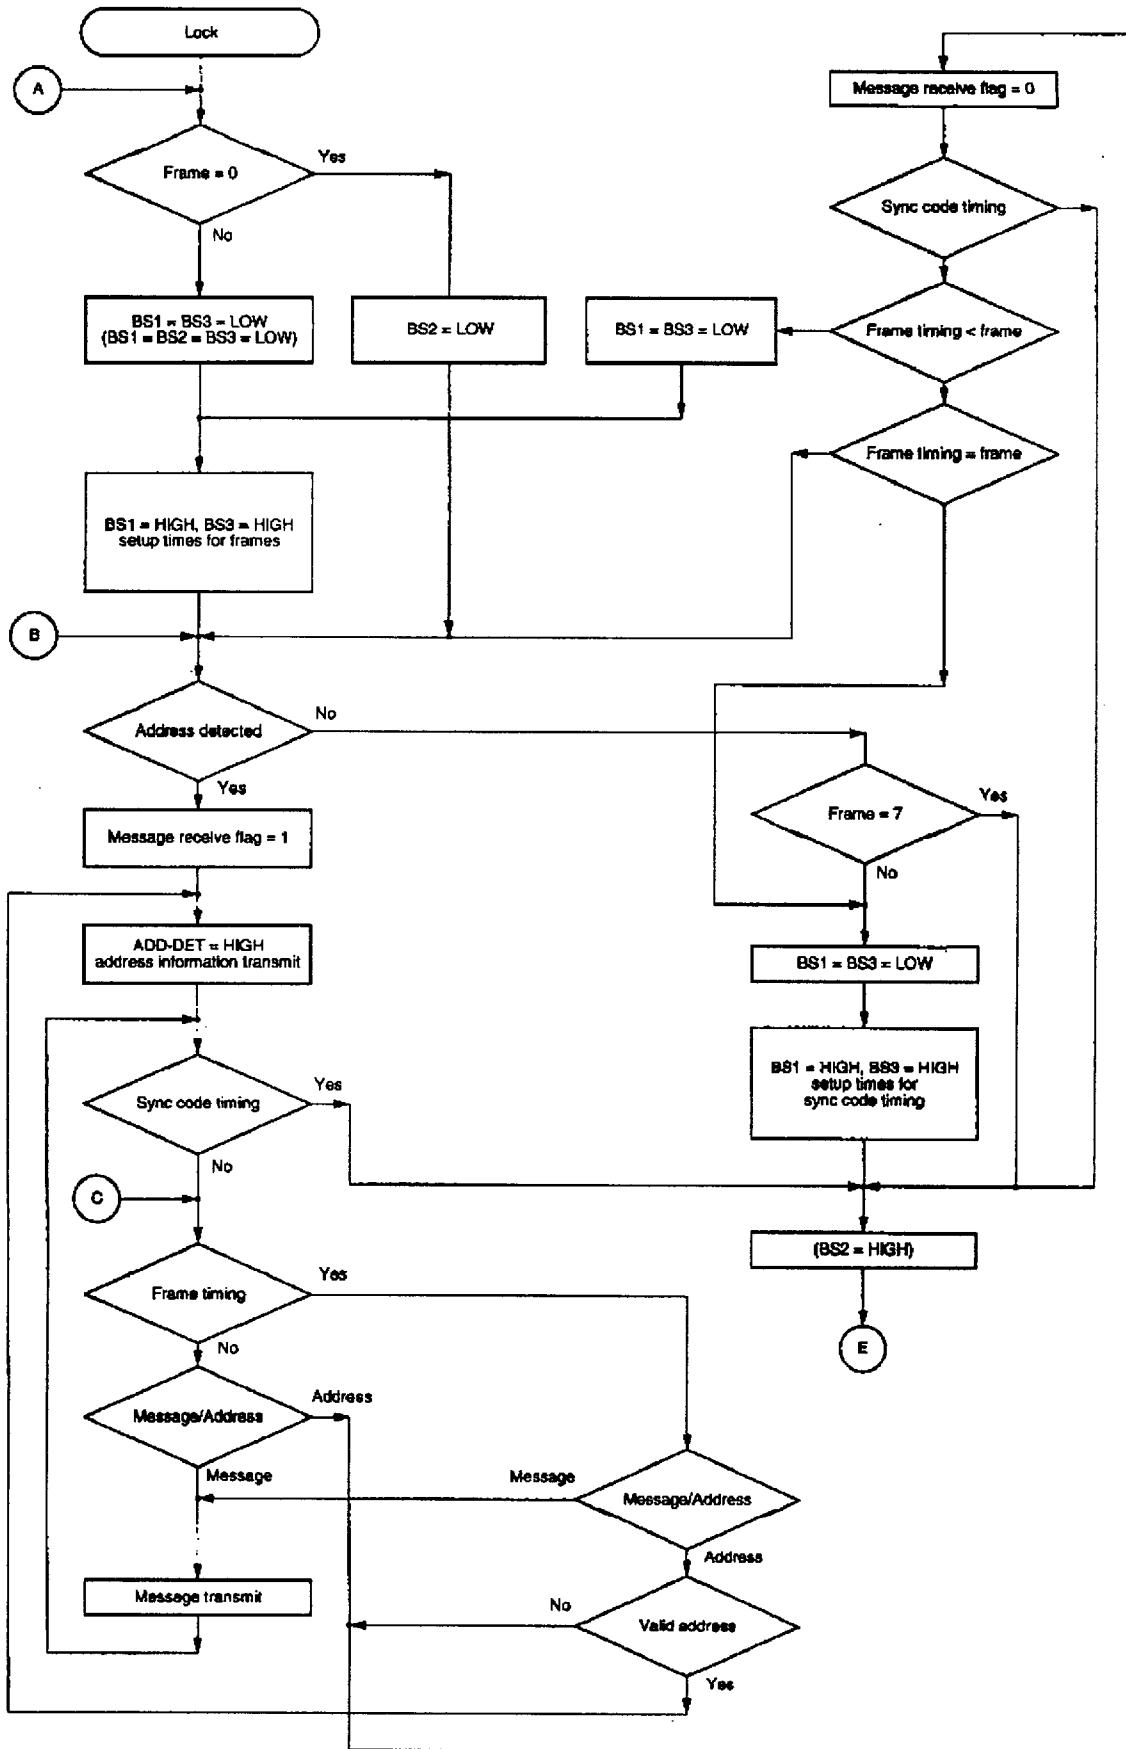 Lock
A
Message receive flag = 0
Frame = 0
Yes
Sync code timing
No
BS1 = BS3 = LOW
(BS1 = BS2 = BS3 = LOW)
BS2 = LOW
BS1 = BS3 = LOW
Frame timing < frame
Frame timing = frame
BS1 = HIGH, BS3 = HIGH
setup times for frames
B
Address detected
No
Yes
Frame = 7
Yes
Message receive flag = 1
No
ADD-DET = HIGH
address information transmit
BS1 = BS3 = LOW
BS1 = HIGH, BS3 = HIGH
setup times for
sync code timing
Sync code timing
Yes
No
C
(BS2 = HIGH)
Frame timing
Yes
No
E
Message/Address
Address
Message
Message
Message/Address
Address
Message transmit
No
Valid address
Yes